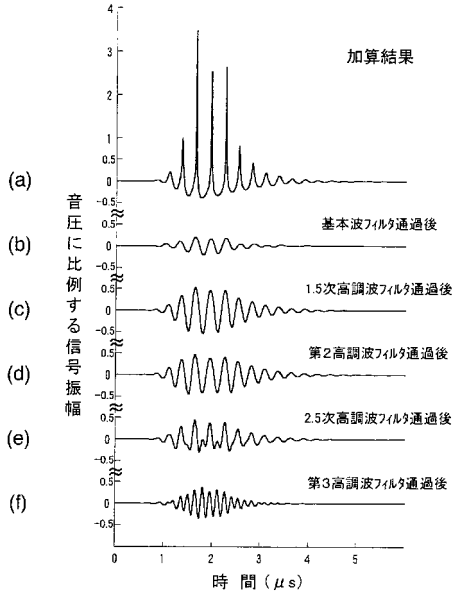 4
3
2
1
0.5
0
−0.5
加算結果
(a)
音圧に比例する信号振幅
基本波フィルタ通過後
0.5
0
−0.5
(b)
1.5次高調波フィルタ通過後
0.5
0
−0.5
(c)
第2高調波フィルタ通過後
0.5
0
−0.5
(d)
2.5次高調波フィルタ通過後
0.5
0
−0.5
(e)
第3高調波フィルタ通過後
0.5
0
−0.5
(f)
0 1 2 3 4 5
時間(μs)